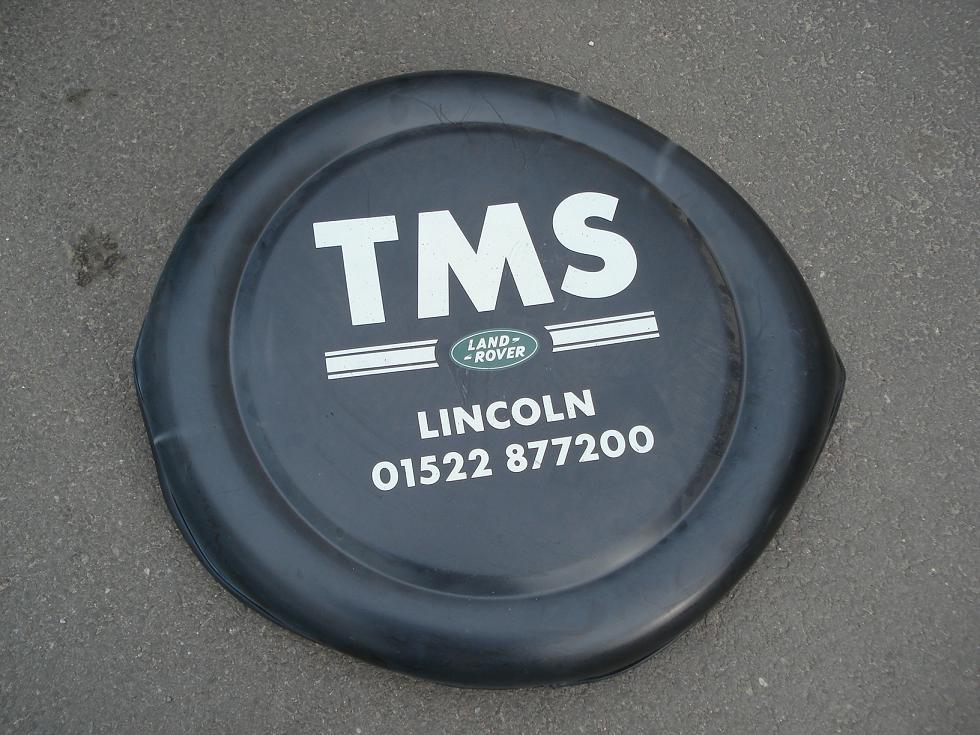 TMS
LAND-
-ROVER
LINCOLN
01522 877200